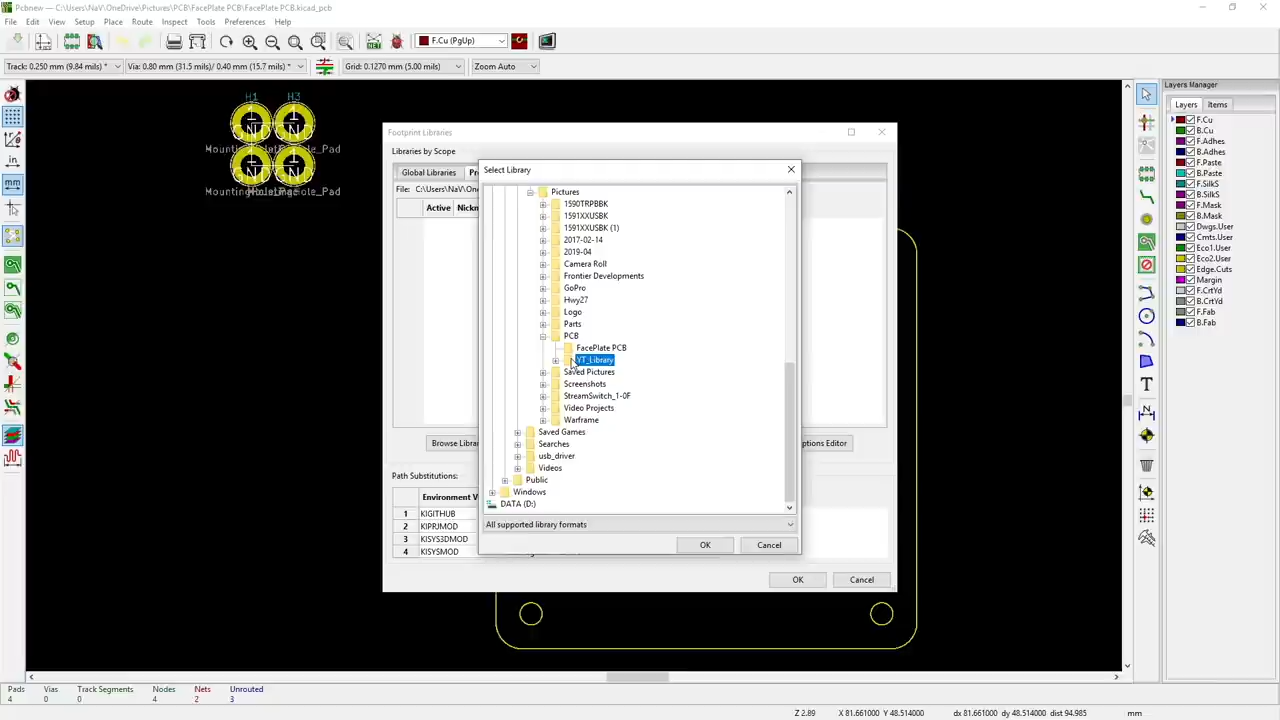 Pcbnew — C:\Users\NaV\OneDrive\Pictures\PCB\FacePlate PCB\FacePlate PCB.kicad_pcb
File Edit View Setup Place Route Inspect Tools Preferences Help
F.Cu (PgUp)
Track: 0.250 mm (9.84 mils) * Via: 0.80 mm (31.5 mils)/ 0.40 mm (15.7 mils) * Grid: 0.1270 mm (5.00 mils) Zoom Auto
Layers Manager
Layers Items
F.Cu
B.Cu
F.Adhes
B.Adhes
F.Paste
B.Paste
F.SilkS
B.SilkS
F.Mask
B.Mask
Dwgs.User
Cmts.User
Eco1.User
Eco2.User
Edge.Cuts
Margin
F.CrtYd
B.CrtYd
F.Fab
B.Fab
in
mm
H1 H3
Footprint Libraries
Libraries by Scope
Global Libraries
File: C:\Users\NaV\On
Active
Browse Librar
ptions Editor
Path Substitutions:
Environment V
1 KIGITHUB
2 KIPRJMOD
3 KISYS3DMOD
4 KISYSMOD
OK Cancel
Select Library
Pictures
1590TRPBBK
1591XXUSBK
1591XXUSBK (1)
2017-02-14
2019-04
Camera Roll
Frontier Developments
GoPro
Hwy27
Logo
Parts
PCB
FacePlate PCB
YT_Library
Saved Pictures
Screenshots
StreamSwitch_1-0F
Video Projects
Warframe
Saved Games
Searches
usb_driver
Videos
Public
Windows
DATA (D:)
All supported library formats
OK Cancel
Pads Vias Track Segments Nodes Nets Unrouted
4 0 0 4 2 3
Z 2.89 X 81.661000 Y 48.514000 dx 81.661000 dy 48.514000 dist 94.985 mm